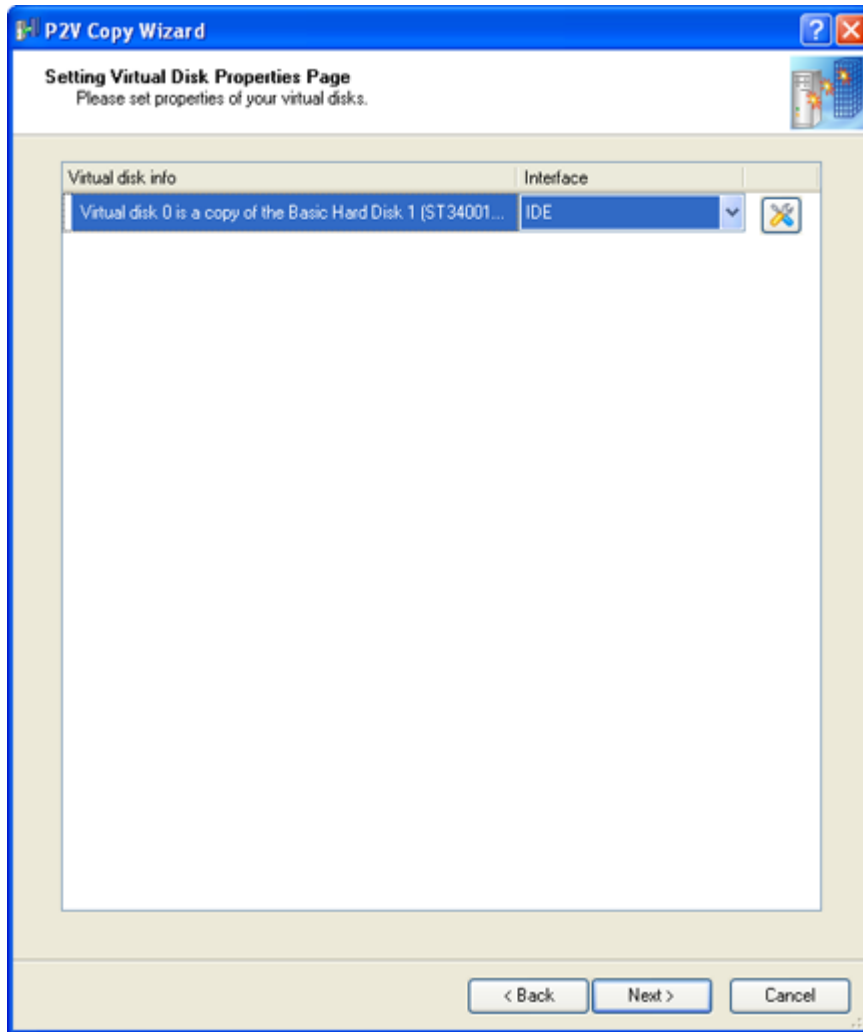 P2V Copy Wizard
Setting Virtual Disk Properties Page
Please set properties of your virtual disks.
Virtual disk info Interface
Virtual disk 0 is a copy of the Basic Hard Disk 1 (ST34001... IDE
< Back Next > Cancel